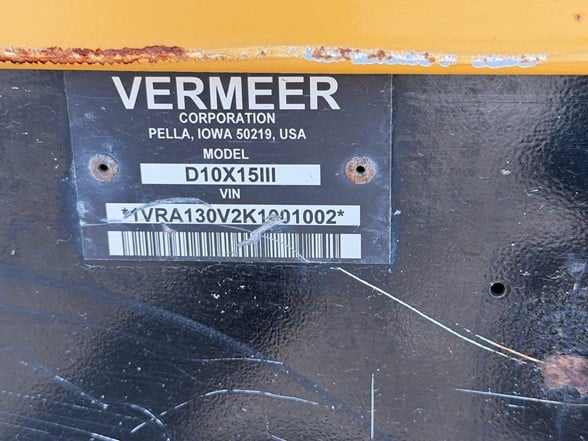 VERMEER
CORPORATION
PELLA, IOWA 50219, USA
MODEL
D10X15III
VIN
*1VRA130V2K1001002*